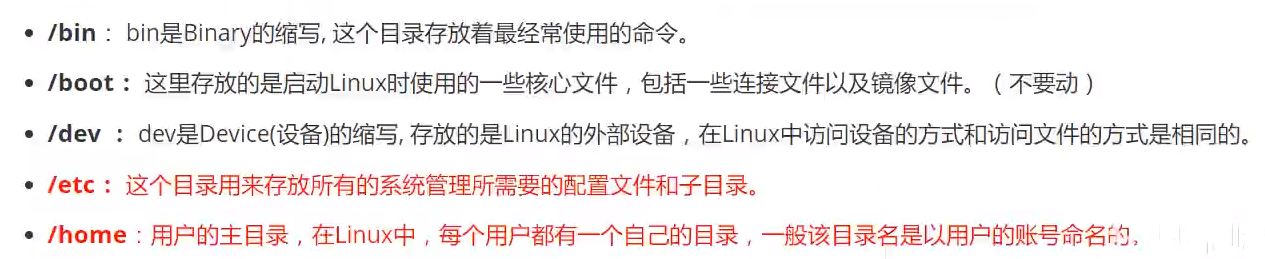 • /bin： bin是Binary的缩写, 这个目录存放着最经常使用的命令。
• /boot： 这里存放的是启动Linux时使用的一些核心文件，包括一些连接文件以及镜像文件。（不要动）
• /dev ： dev是Device(设备)的缩写, 存放的是Linux的外部设备，在Linux中访问设备的方式和访问文件的方式是相同的。
• /etc： 这个目录用来存放所有的系统管理所需要的配置文件和子目录。
• /home：用户的主目录，在Linux中，每个用户都有一个自己的目录，一般该目录名是以用户的账号命名的。